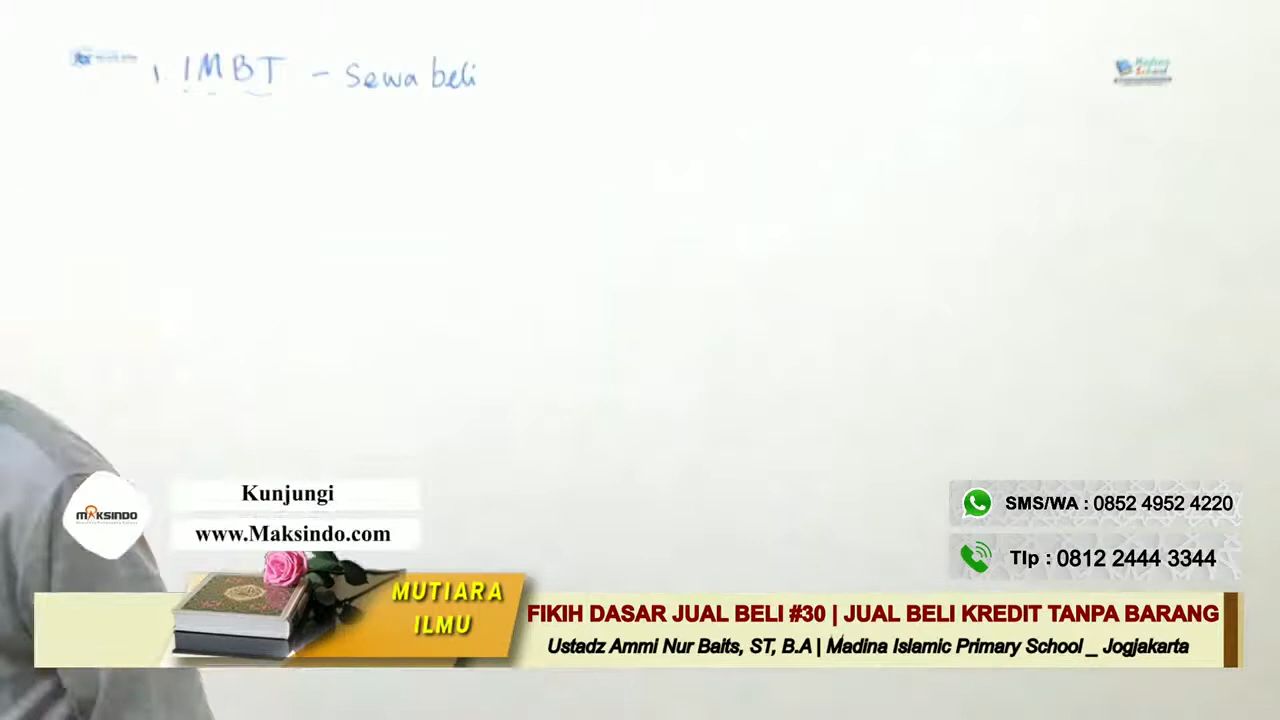 1. IMBT - Sewa beli
Madina
School
MAKSINDO
Kunjungi
www.Maksindo.com
SMS/WA : 0852 4952 4220
Tlp : 0812 2444 3344
MUTIARA
ILMU
FIKIH DASAR JUAL BELI #30 | JUAL BELI KREDIT TANPA BARANG
Ustadz Ammi Nur Baits, ST, B.A | Madina Islamic Primary School _ Jogjakarta